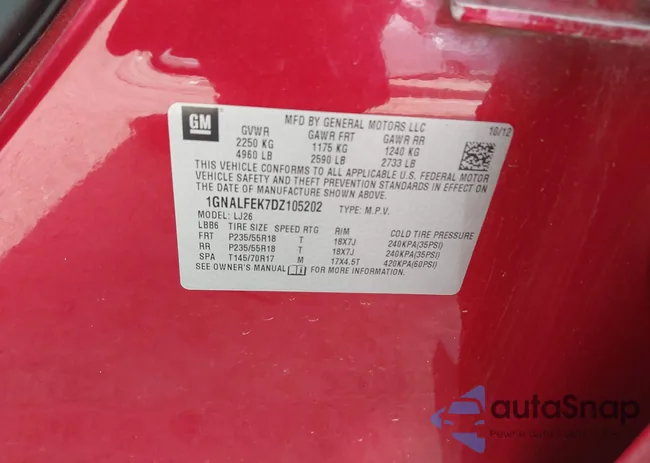 GM
MFD BY GENERAL MOTORS LLC
10/12
GVWR GAWR FRT GAWR RR
2250 KG 1175 KG 1240 KG
4960 LB 2590 LB 2733 LB
THIS VEHICLE CONFORMS TO ALL APPLICABLE U.S. FEDERAL MOTOR
VEHICLE SAFETY AND THEFT PREVENTION STANDARDS IN EFFECT ON
THE DATE OF MANUFACTURE SHOWN ABOVE.
1GNALFEK7DZ105202 TYPE: M.P.V.
MODEL: LJ26
LBB6 TIRE SIZE SPEED RTG RIM COLD TIRE PRESSURE
FRT P235/55R18 T 18X7J 240KPA(35PSI)
RR P235/55R18 T 18X7J 240KPA(35PSI)
SPA T145/70R17 M 17X4.5T 420KPA(60PSI)
SEE OWNER'S MANUAL FOR MORE INFORMATION.
autaSnap